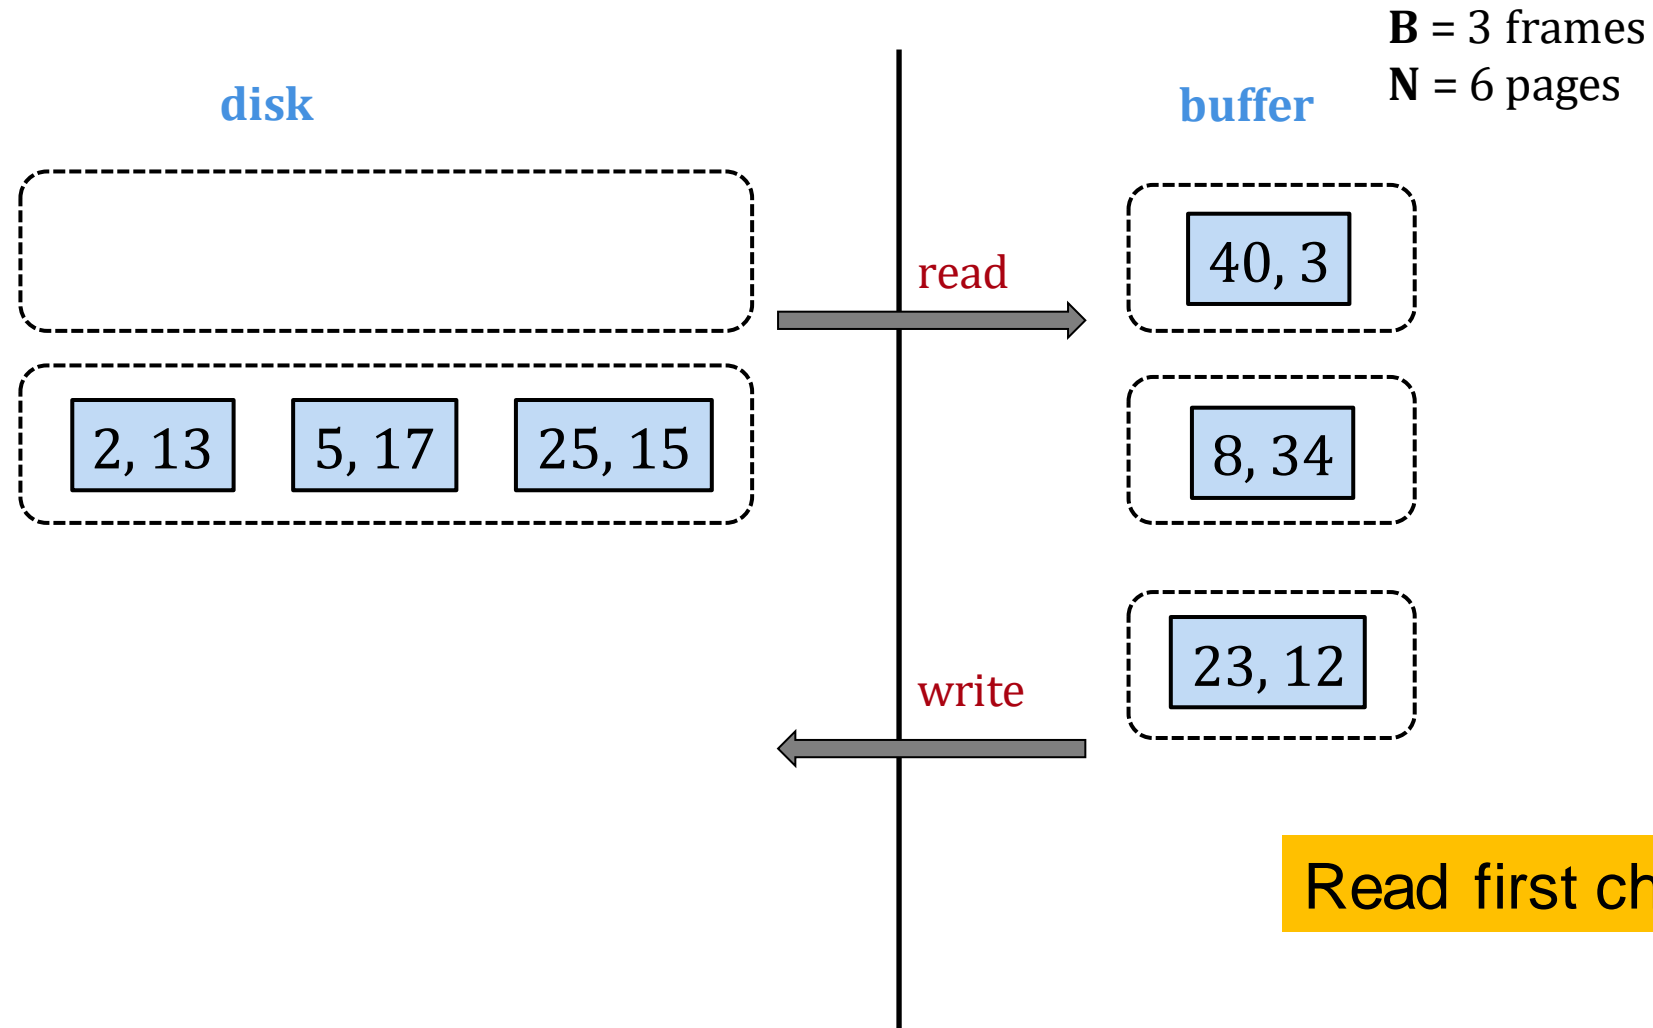 B = 3 frames
N = 6 pages
disk
buffer
40, 3
read
2, 13
5, 17
25, 15
8, 34
23, 12
write
Read first ch